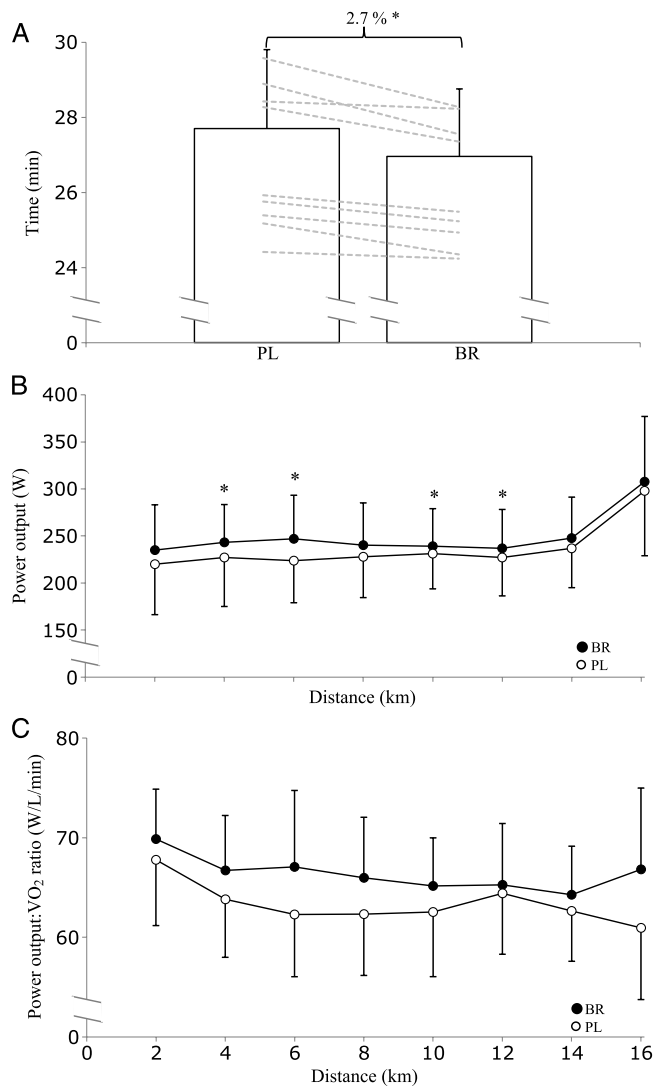 A
2.7 % *
30
28
26
24
0
Time (min)
PL
BR
B
400
350
300
250
200
150
0
Power output (W)
*
*
*
*
BR
PL
Distance (km)
C
80
70
60
0
Power output:VO₂ ratio (W/L/min)
BR
PL
0 2 4 6 8 10 12 14 16
Distance (km)